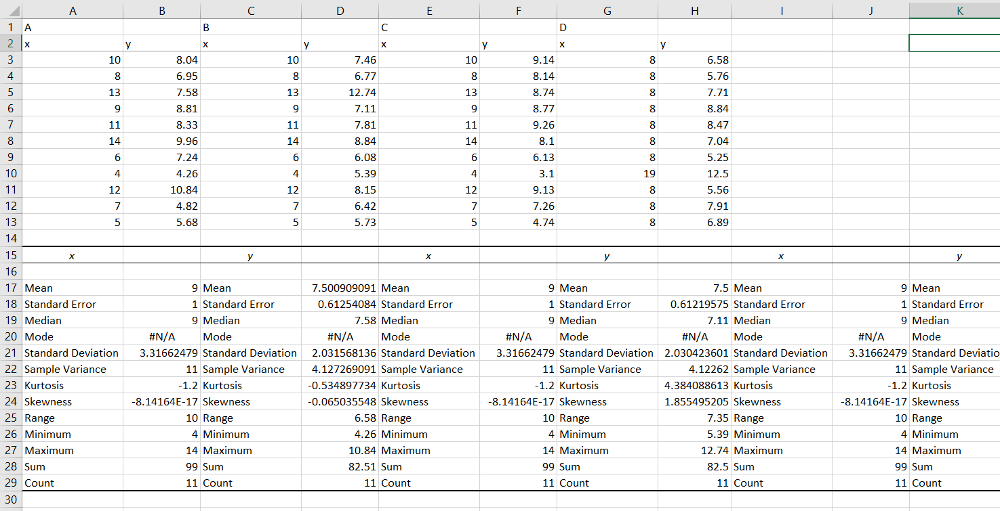 A B C D E F G H I J K
1 A B C D
2 x y x y x y x y
3 10 8.04 10 7.46 10 9.14 8 6.58
4 8 6.95 8 6.77 8 8.14 8 5.76
5 13 7.58 13 12.74 13 8.74 8 7.71
6 9 8.81 9 7.11 9 8.77 8 8.84
7 11 8.33 11 7.81 11 9.26 8 8.47
8 14 9.96 14 8.84 14 8.1 8 7.04
9 6 7.24 6 6.08 6 6.13 8 5.25
10 4 4.26 4 5.39 4 3.1 19 12.5
11 12 10.84 12 8.15 12 9.13 8 5.56
12 7 4.82 7 6.42 7 7.26 8 7.91
13 5 5.68 5 5.73 5 4.74 8 6.89
14
15 x y x y x y
16
17 Mean 9 Mean 7.500909091 Mean 9 Mean 7.5 Mean 9 Mean
18 Standard Error 1 Standard Error 0.61254084 Standard Error 1 Standard Error 0.61219575 Standard Error 1 Standard Error
19 Median 9 Median 7.58 Median 9 Median 7.11 Median 9 Median
20 Mode #N/A Mode #N/A Mode #N/A Mode #N/A Mode #N/A Mode
21 Standard Deviation 3.31662479 Standard Deviation 2.031568136 Standard Deviation 3.31662479 Standard Deviation 2.030423601 Standard Deviation 3.31662479 Standard Deviatio
22 Sample Variance 11 Sample Variance 4.127269091 Sample Variance 11 Sample Variance 4.12262 Sample Variance 11 Sample Variance
23 Kurtosis -1.2 Kurtosis -0.534897734 Kurtosis -1.2 Kurtosis 4.384088613 Kurtosis -1.2 Kurtosis
24 Skewness -8.14164E-17 Skewness -0.065035548 Skewness -8.14164E-17 Skewness 1.855495205 Skewness -8.14164E-17 Skewness
25 Range 10 Range 6.58 Range 10 Range 7.35 Range 10 Range
26 Minimum 4 Minimum 4.26 Minimum 4 Minimum 5.39 Minimum 4 Minimum
27 Maximum 14 Maximum 10.84 Maximum 14 Maximum 12.74 Maximum 14 Maximum
28 Sum 99 Sum 82.51 Sum 99 Sum 82.5 Sum 99 Sum
29 Count 11 Count 11 Count 11 Count 11 Count 11 Count
30